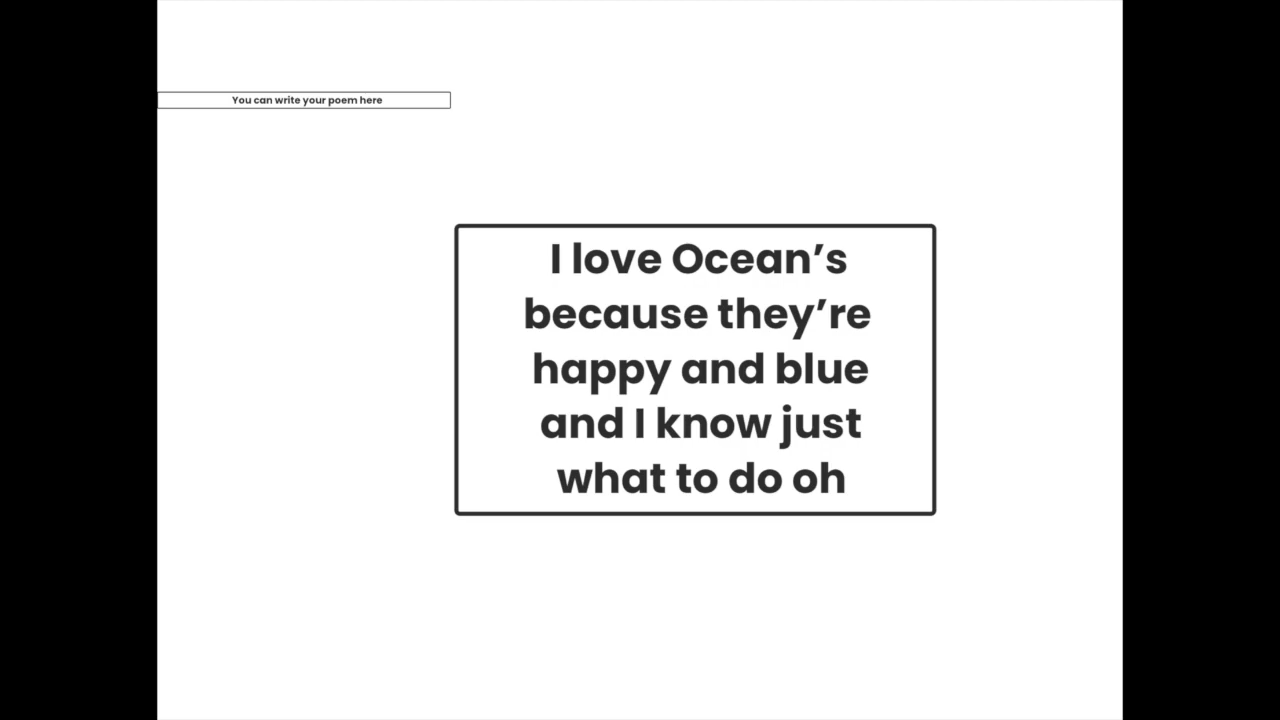 You can write your poem here
I love Ocean’s
because they’re
happy and blue
and I know just
what to do oh